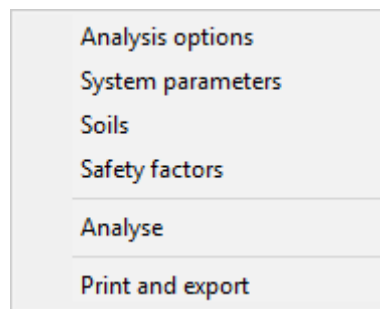 Analysis options
System parameters
Soils
Safety factors
Analyse
Print and export